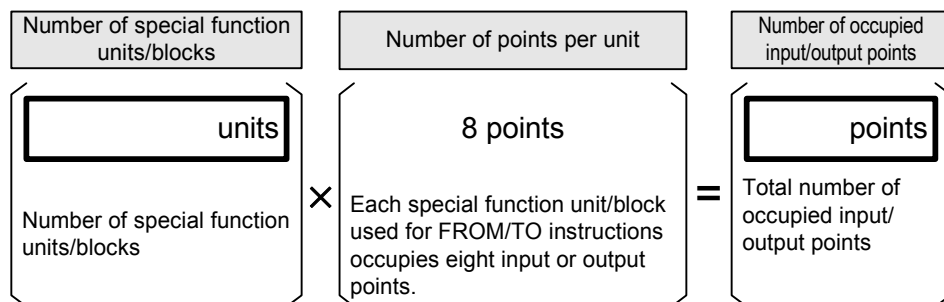 Number of special function
units/blocks
Number of points per unit
Number of occupied
input/output points
units
8 points
points
Number of special function
units/blocks
×
Each special function unit/block
used for FROM/TO instructions
occupies eight input or output
points.
=
Total number of
occupied input/
output points